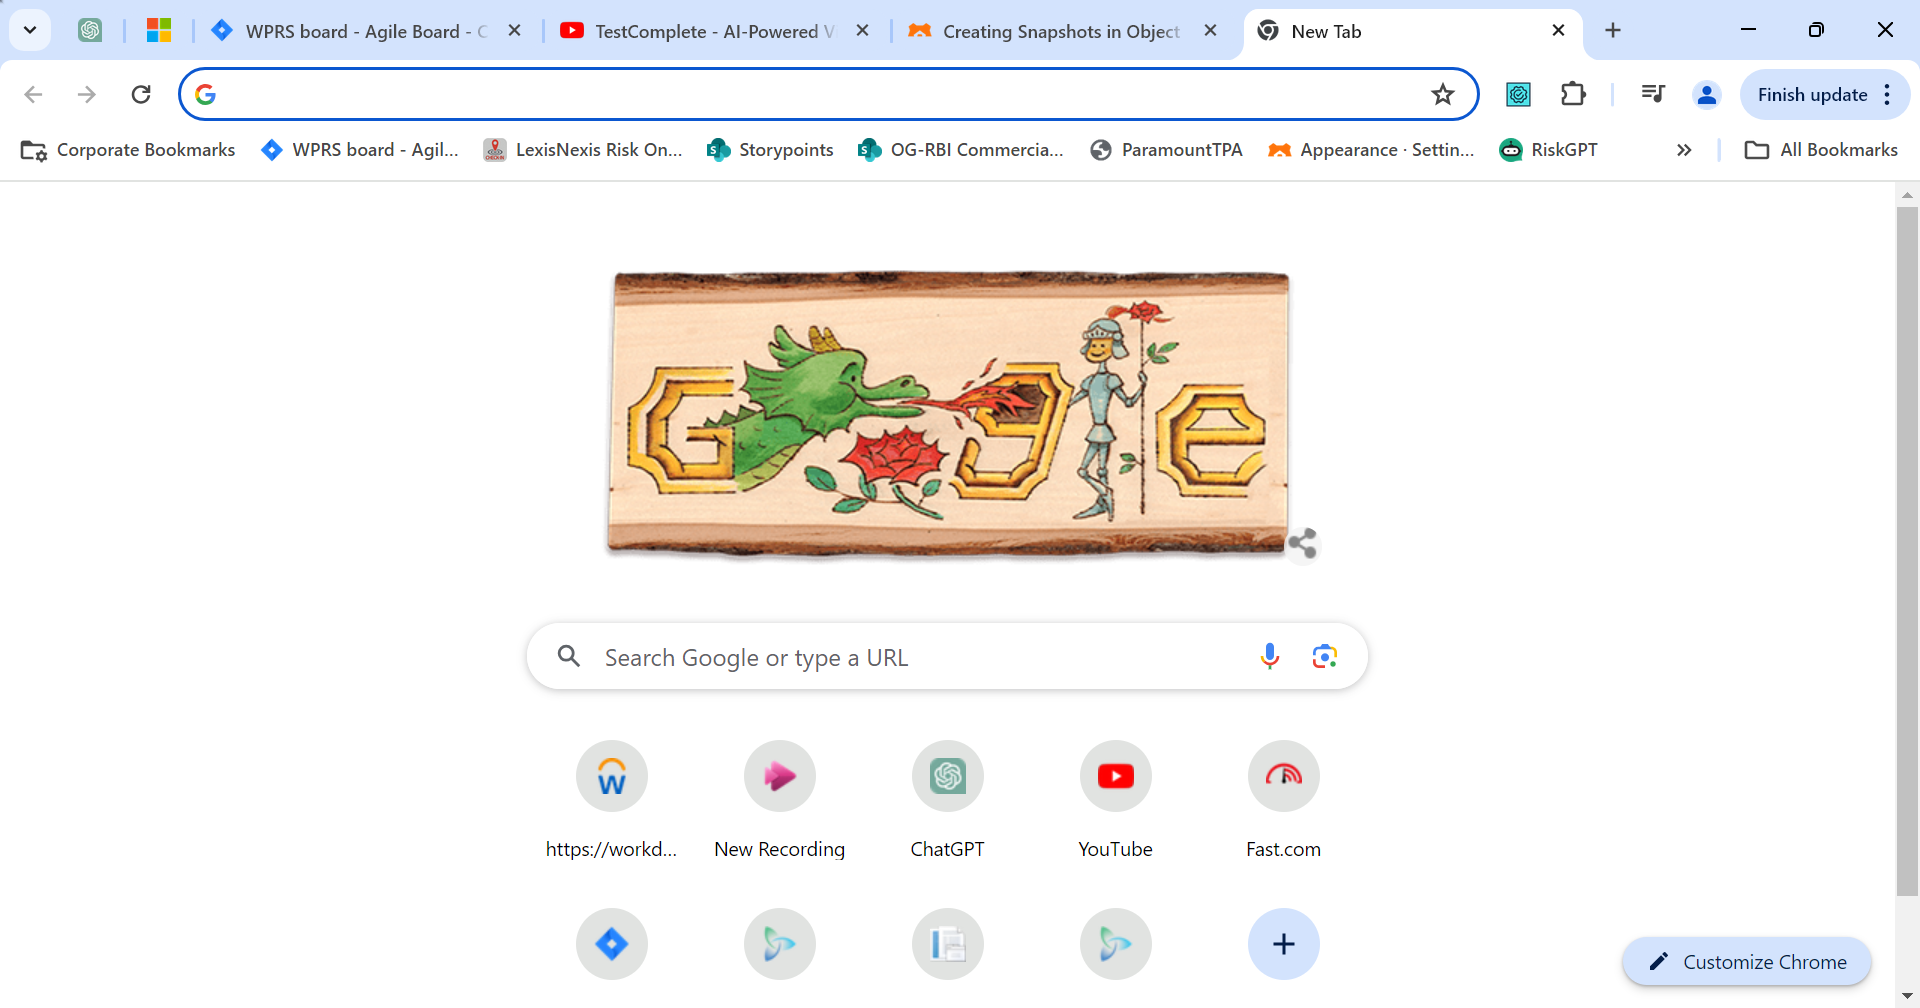 WPRS board - Agile Board - C
TestComplete - AI-Powered V
Creating Snapshots in Object
New Tab
Finish update
Corporate Bookmarks
WPRS board - Agil...
LexisNexis Risk On...
Storypoints
OG-RBI Commercia...
ParamountTPA
Appearance · Settin...
RiskGPT
All Bookmarks
G g e
Search Google or type a URL
https://workd...
New Recording
ChatGPT
YouTube
Fast.com
Customize Chrome